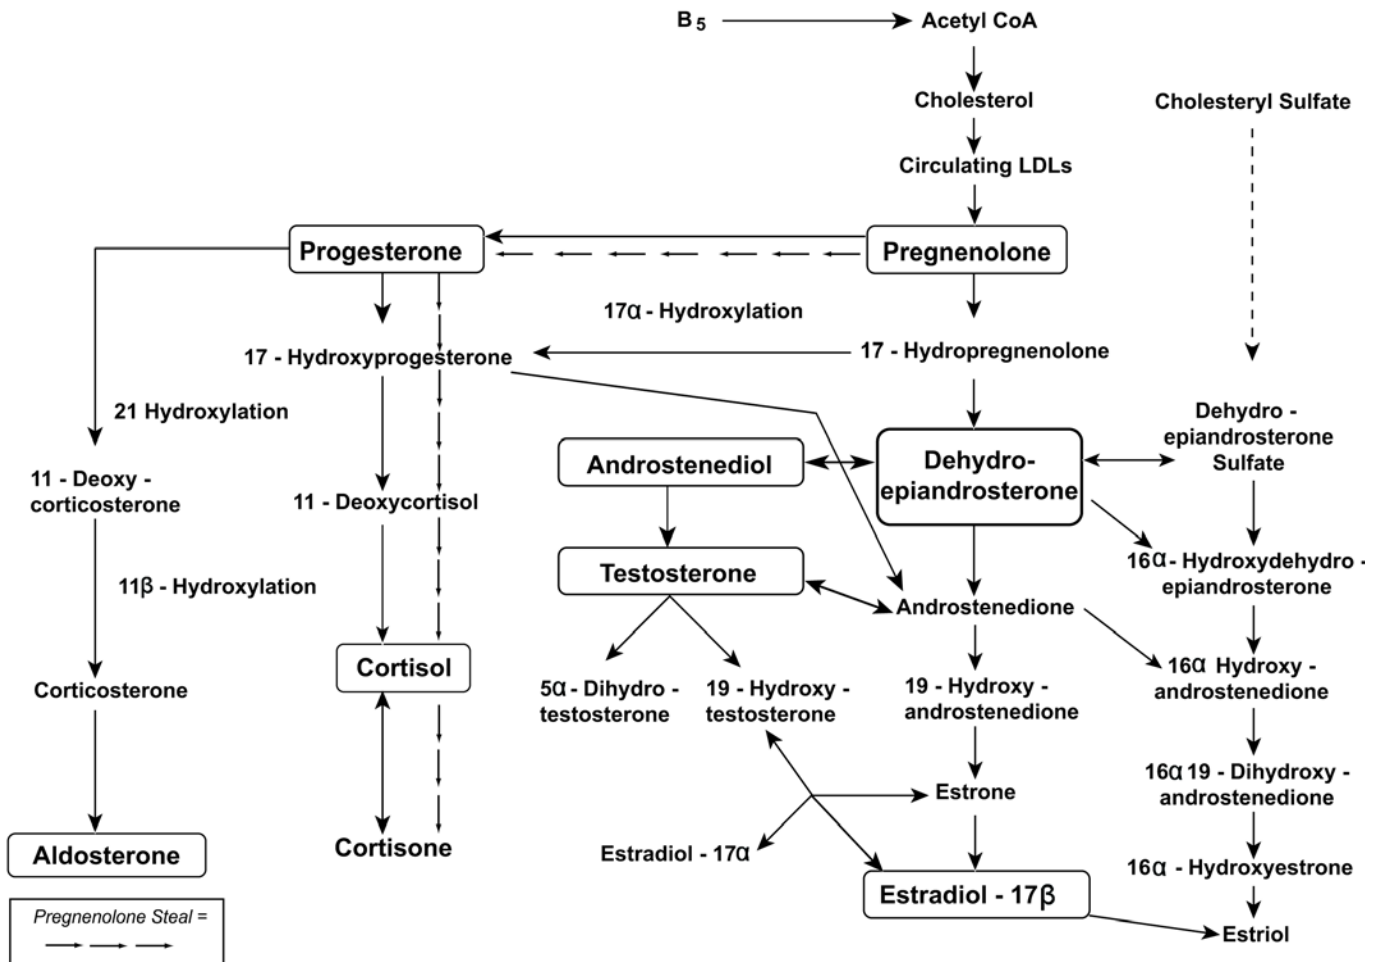 B 5
Acetyl CoA
Cholesterol
Cholesteryl Sulfate
Circulating LDLs
Progesterone
Pregnenolone
17α - Hydroxylation
17 - Hydroxyprogesterone
17 - Hydropregnenolone
21 Hydroxylation
Dehydro -
epiandrosterone
Sulfate
Androstenediol
Dehydro-
epiandrosterone
11 - Deoxy -
corticosterone
11 - Deoxycortisol
11β - Hydroxylation
Testosterone
16α - Hydroxydehydro -
epiandrosterone
Androstenedione
Cortisol
16α Hydroxy -
androstenedione
Corticosterone
5α - Dihydro -
testosterone
19 - Hydroxy -
testosterone
19 - Hydroxy -
androstenedione
16α 19 - Dihydroxy -
androstenedione
Estrone
Aldosterone
Cortisone
Estradiol - 17α
16α - Hydroxyestrone
Estradiol - 17β
Pregnenolone Steal =
Estriol